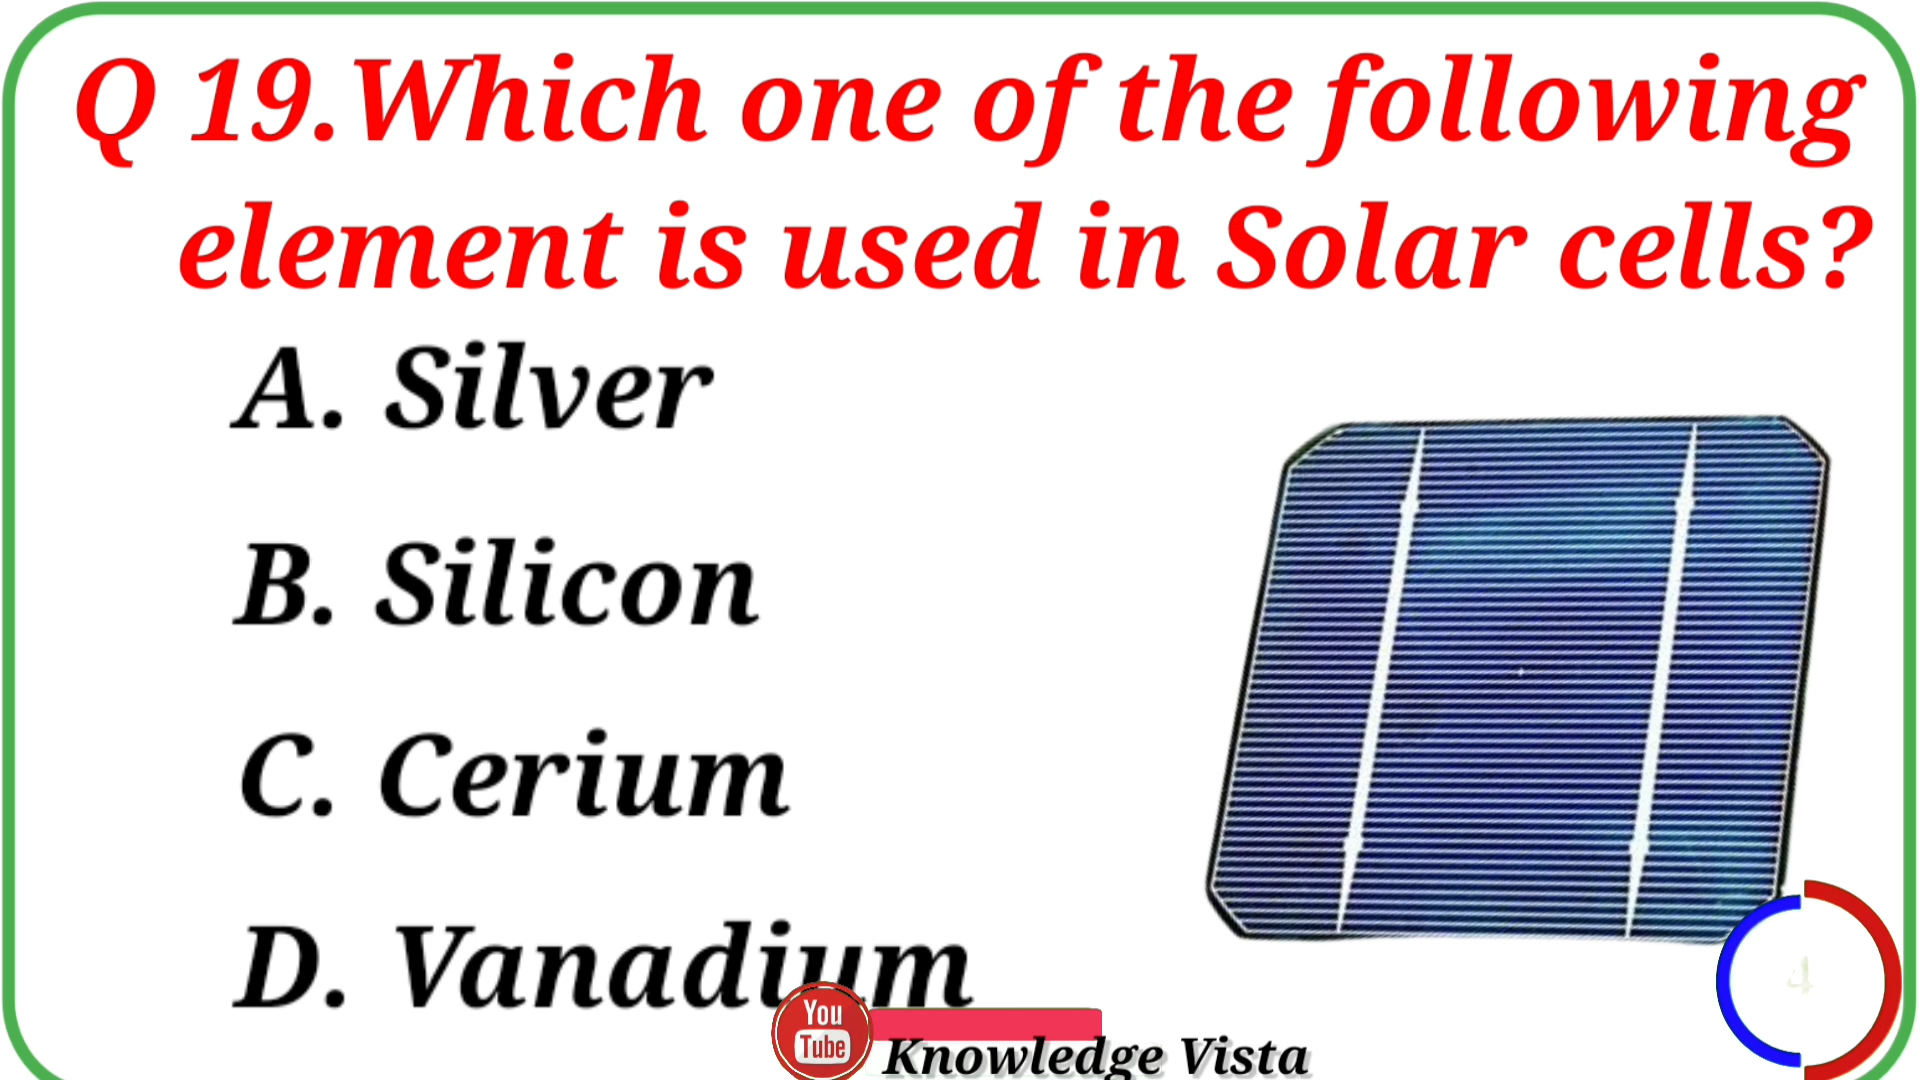 Q 19.Which one of the following
element is used in Solar cells?
A. Silver
B. Silicon
C. Cerium
D. Vanadium
You
Tube
Knowledge Vista
4